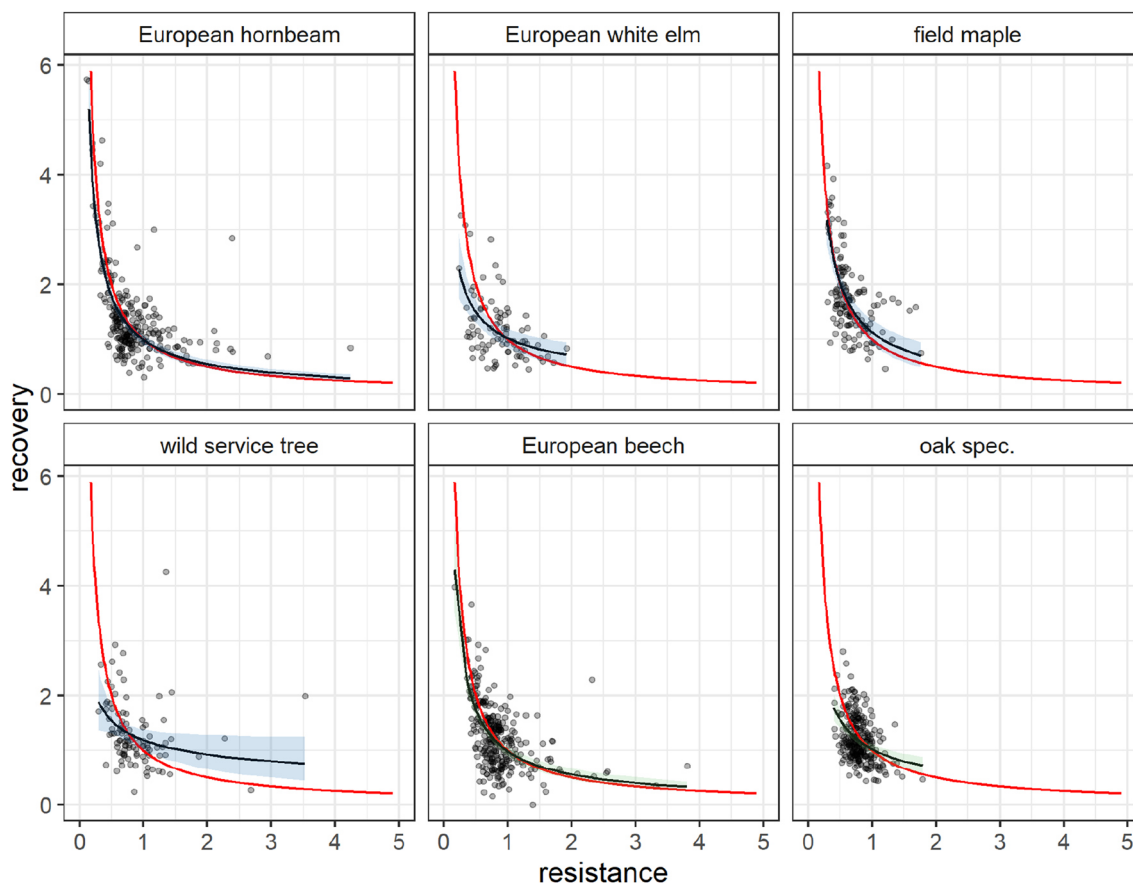 European hornbeam European white elm field maple
6
4
2
0
wild service tree European beech oak spec.
6
4
2
0
0 1 2 3 4 5 0 1 2 3 4 5 0 1 2 3 4 5
recovery
resistance